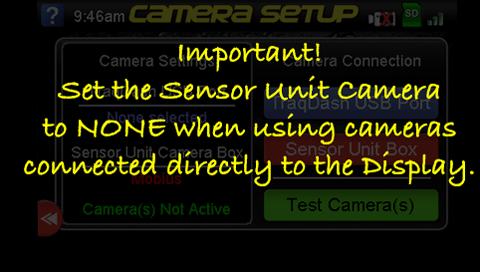 9:46am CAMERA SETUP SD
Important!
Camera Settings
Camera Connection
Set the Sensor Unit Camera
TraqDash USB Port
None selected
to NONE when using cameras
Sensor Unit Camera Box
Sensor Unit Box
connected directly to the Display.
Mobius
Camera(s) Not Active
Test Camera(s)